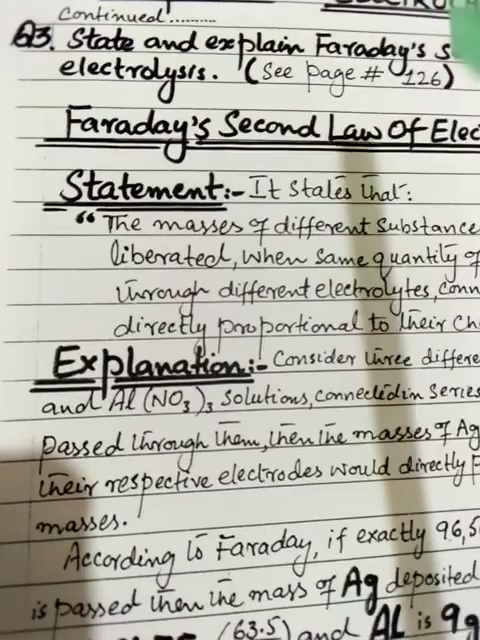 Continued..........
Q3. State and explain Faraday's s
electrolysis. (See page # 126)
Faraday's Second Law Of Elec
Statement:- It States that:
"The masses of different Substance
liberated, when same quantity of
through different electrolytes, conn
directly proportional to their Ch
Explanation:- Consider three differe
and Al(NO3)3 Solutions, connected in Series
passed through them, then the masses of Ag
their respective electrodes would directly p
masses.
According to Faraday, if exactly 96,5
is passed then the mass of Ag deposited
(63.5) and Al is 9g